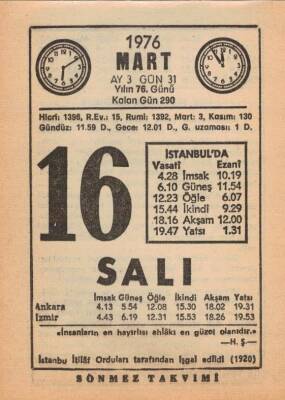 1976
MART
AY 3 GÜN 31
Yılın 76. Günü
Kalan Gün 290
Hicri: 1396, R.Ev.: 15, Rumi: 1392, Mart: 3, Kasım: 130
Gündüz: 11.59 D., Gece: 12.01 D., G. uzaması: 1 D.
16
İSTANBUL'DA
Vasati Ezani
4.28 İmsak 10.19
6.10 Güneş 11.54
12.23 Öğle 6.07
15.44 İkindi 9.29
18.16 Akşam 12.00
19.47 Yatsı 1.31
SALI
İmsak Güneş Öğle İkindi Akşam Yatsı
Ankara 4.13 5.54 12.08 15.30 18.02 19.31
İzmir 4.43 6.19 12.31 15.53 18.26 19.53
«İnsanların en hayırlısı ahlâkı en güzel olanıdır.»
—H. Ş—
İstanbu İtilâf Orduları tarafından işgal edildi (1920)
SÖNMEZ TAKVİMİ